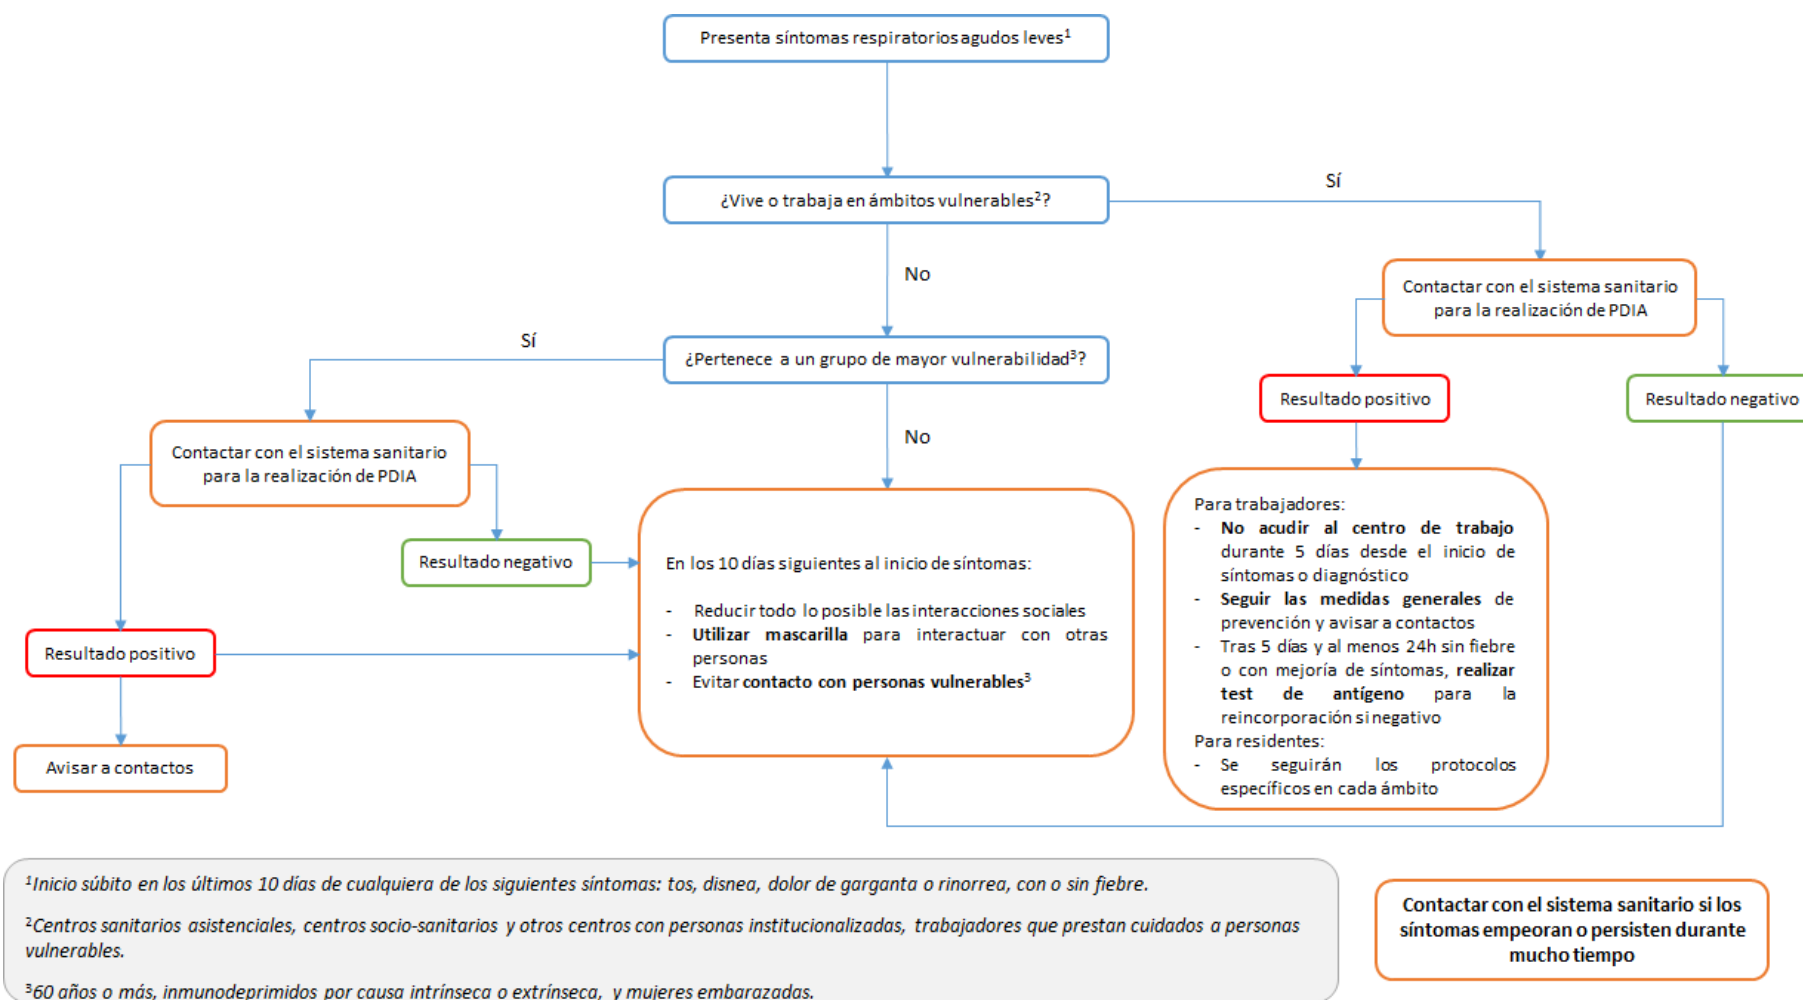 Presenta síntomas respiratorios agudos leves¹
¿Vive o trabaja en ámbitos vulnerables²?
Sí
No
Contactar con el sistema sanitario
para la realización de PDIA
Sí
¿Pertenece a un grupo de mayor vulnerabilidad³?
Resultado positivo
Resultado negativo
No
Contactar con el sistema sanitario
para la realización de PDIA
Resultado negativo
Resultado positivo
Avisar a contactos
En los 10 días siguientes al inicio de síntomas:
- Reducir todo lo posible las interacciones sociales
- Utilizar mascarilla para interactuar con otras
personas
- Evitar contacto con personas vulnerables³
Para trabajadores:
- No acudir al centro de trabajo
durante 5 días desde el inicio de
síntomas o diagnóstico
- Seguir las medidas generales de
prevención y avisar a contactos
- Tras 5 días y al menos 24h sin fiebre
o con mejoría de síntomas, realizar
test de antígeno para la
reincorporación si negativo
Para residentes:
- Se seguirán los protocolos
específicos en cada ámbito
¹Inicio súbito en los últimos 10 días de cualquiera de los siguientes síntomas: tos, disnea, dolor de garganta o rinorrea, con o sin fiebre.
²Centros sanitarios asistenciales, centros socio-sanitarios y otros centros con personas institucionalizadas, trabajadores que prestan cuidados a personas
vulnerables.
³60 años o más, inmunodeprimidos por causa intrínseca o extrínseca, y mujeres embarazadas.
Contactar con el sistema sanitario si los
síntomas empeoran o persisten durante
mucho tiempo